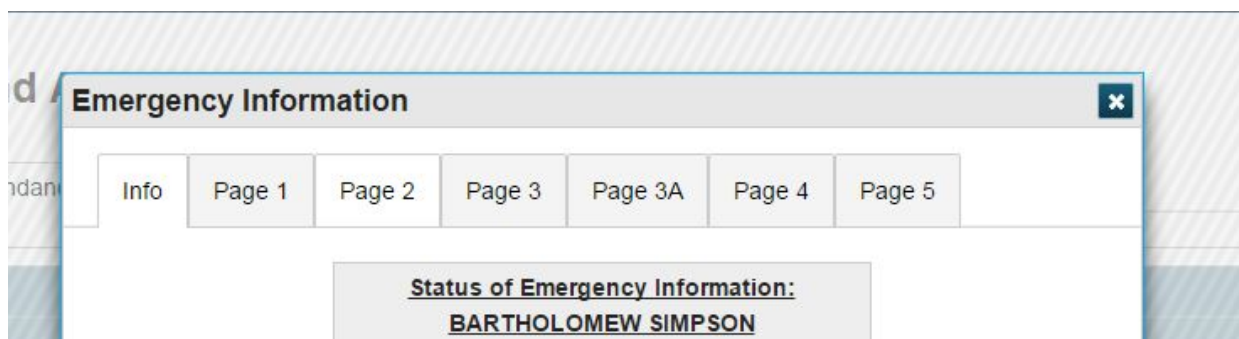 Emergency Information
Info Page 1 Page 2 Page 3 Page 3A Page 4 Page 5
Status of Emergency Information:
BARTHOLOMEW SIMPSON